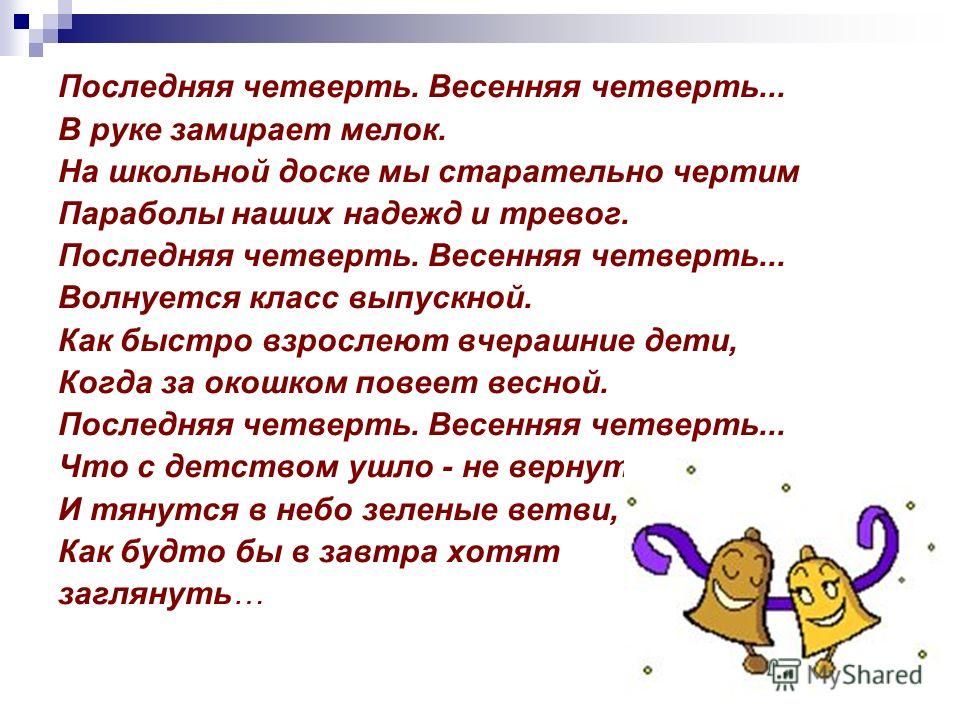 Последняя четверть. Весенняя четверть...
В руке замирает мелок.
На школьной доске мы старательно чертим
Параболы наших надежд и тревог.
Последняя четверть. Весенняя четверть...
Волнуется класс выпускной.
Как быстро взрослеют вчерашние дети,
Когда за окошком повеет весной.
Последняя четверть. Весенняя четверть...
Что с детством ушло - не вернут
И тянутся в небо зеленые ветви,
Как будто бы в завтра хотят
заглянуть…
MyShared